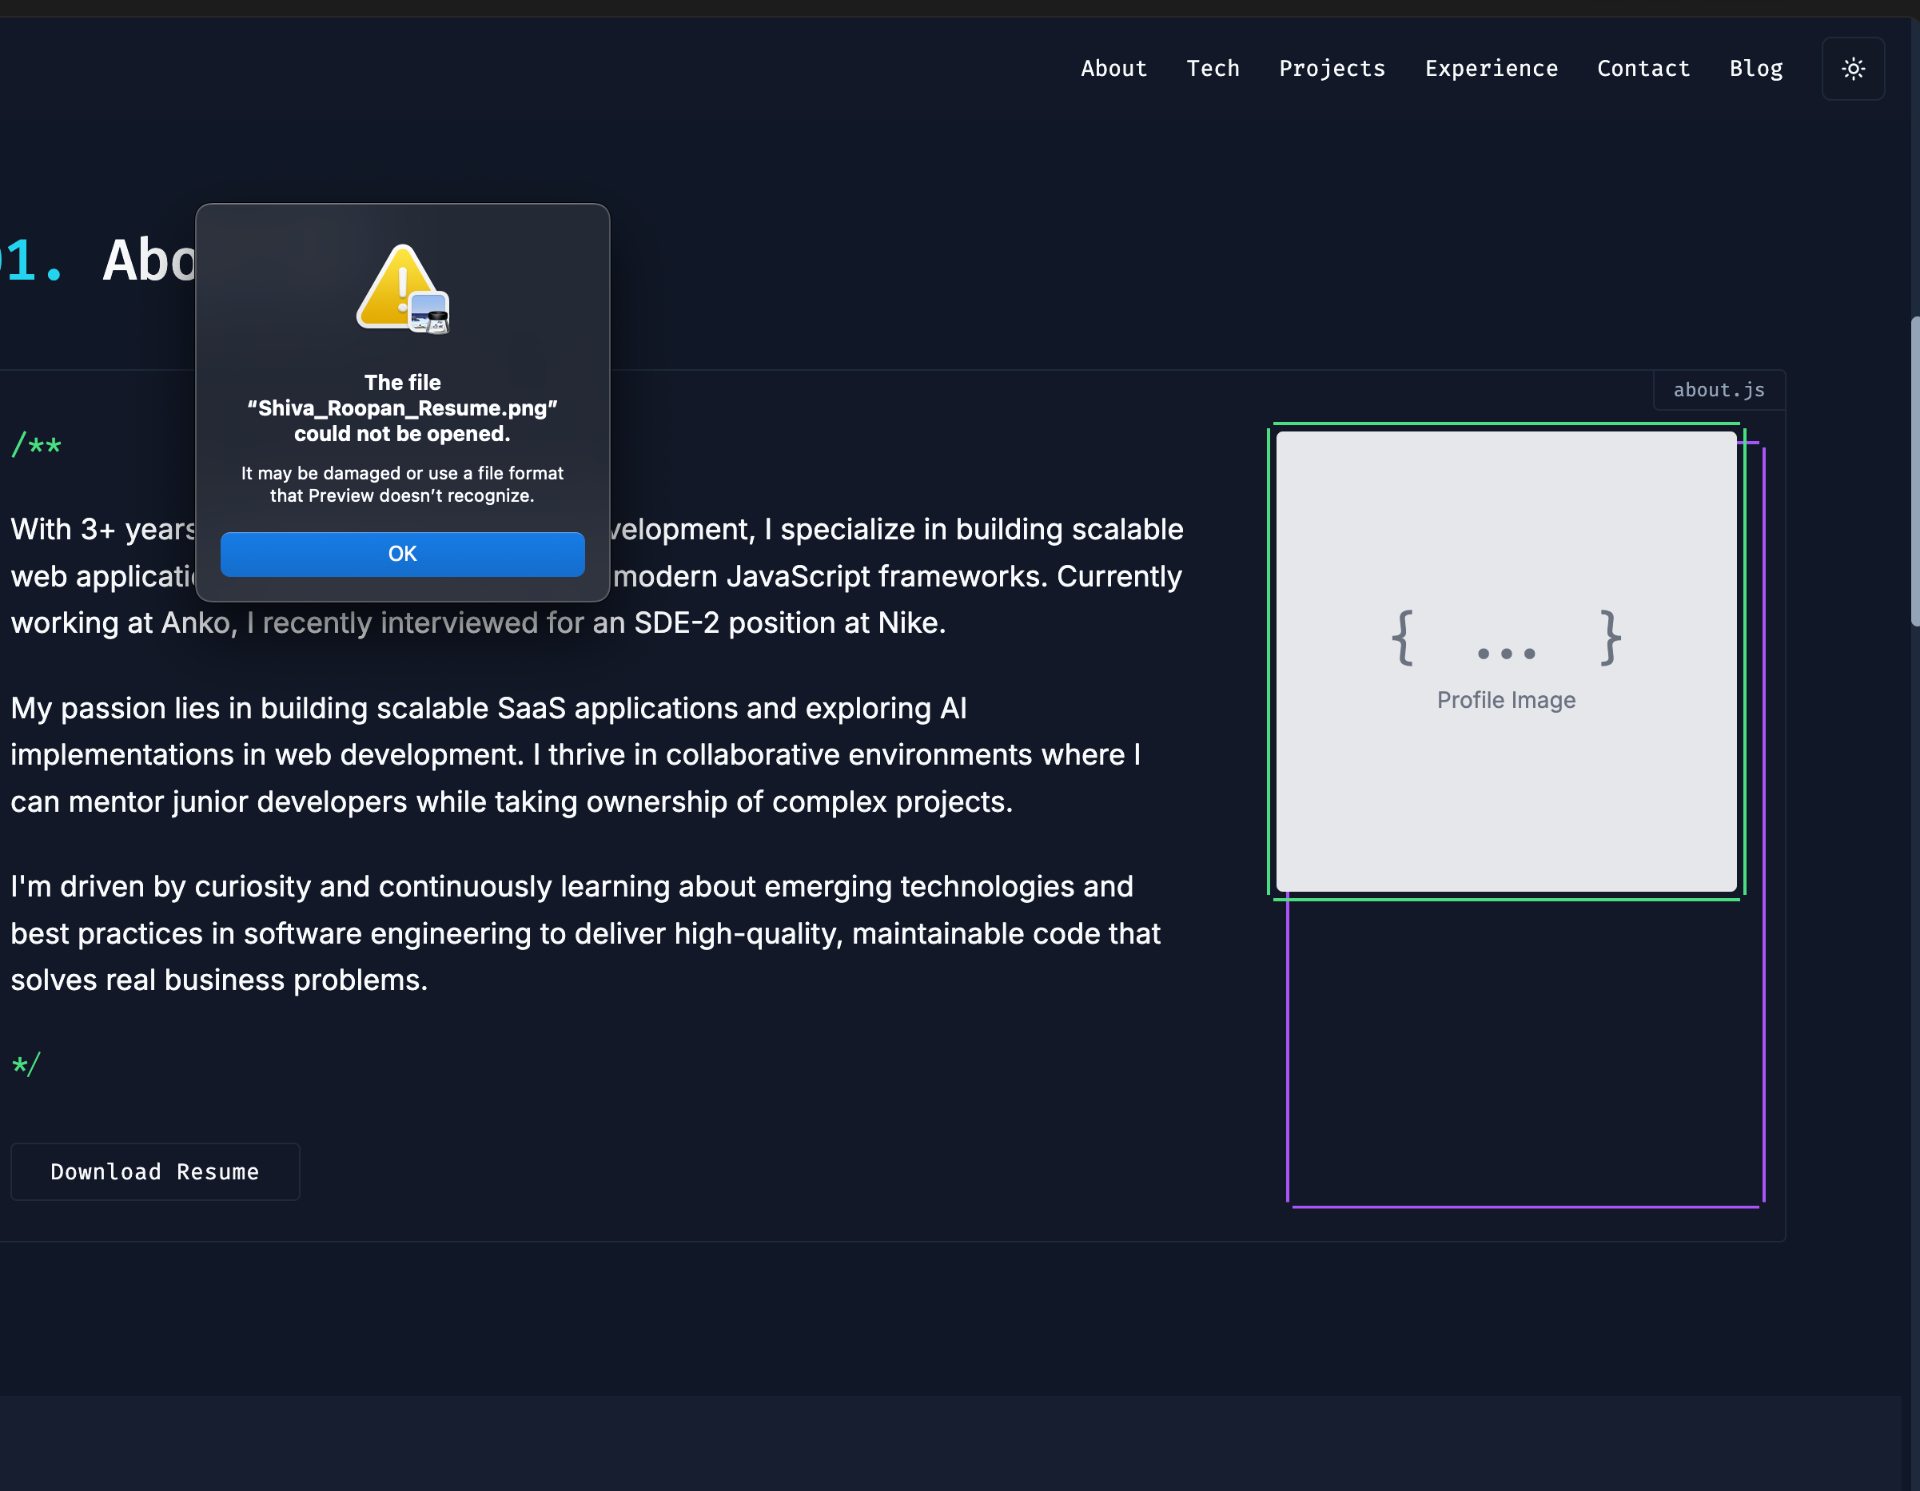 About Tech Projects Experience Contact Blog
1. Abo
The file
“Shiva_Roopan_Resume.png”
could not be opened.
It may be damaged or use a file format
that Preview doesn’t recognize.
OK
about.js
/**
With 3+ years velopment, I specialize in building scalable
web applicati modern JavaScript frameworks. Currently
working at Anko, I recently interviewed for an SDE-2 position at Nike.
My passion lies in building scalable SaaS applications and exploring AI
implementations in web development. I thrive in collaborative environments where I
can mentor junior developers while taking ownership of complex projects.
I'm driven by curiosity and continuously learning about emerging technologies and
best practices in software engineering to deliver high-quality, maintainable code that
solves real business problems.
*/
Download Resume
{ ... }
Profile Image